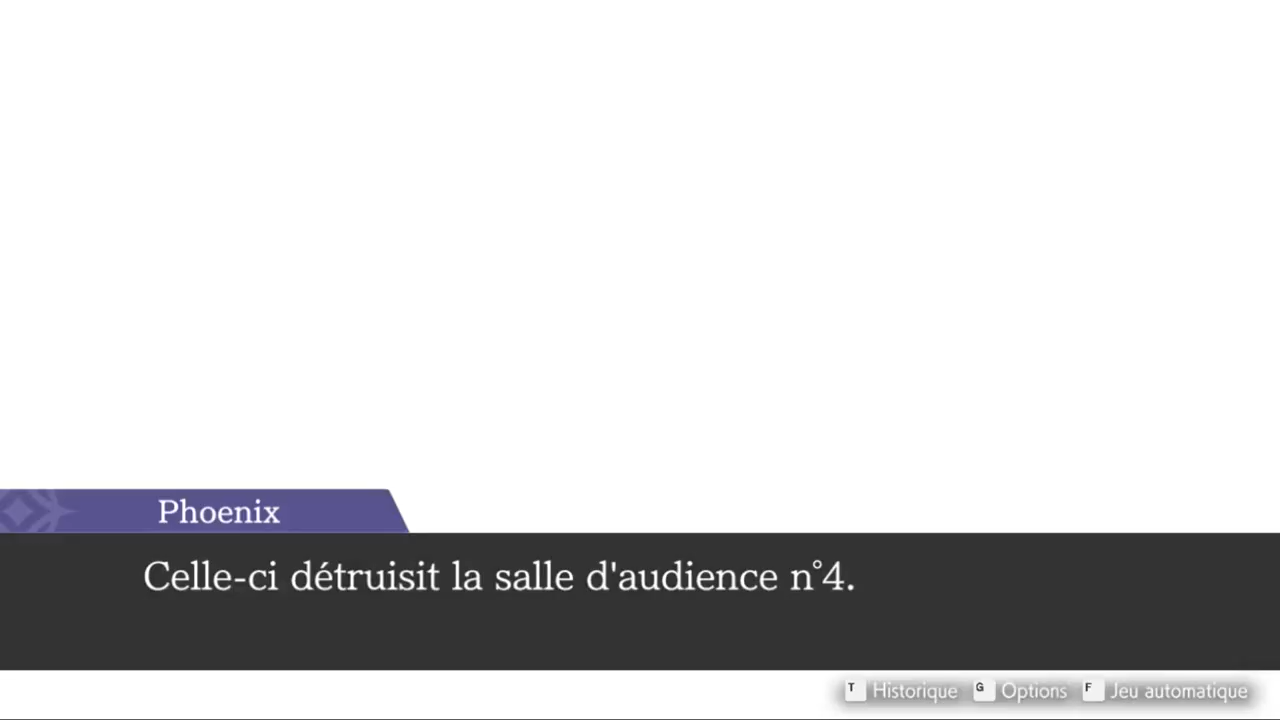 Phoenix
Celle-ci détruisit la salle d'audience n°4.
T Historique G Options F Jeu automatique